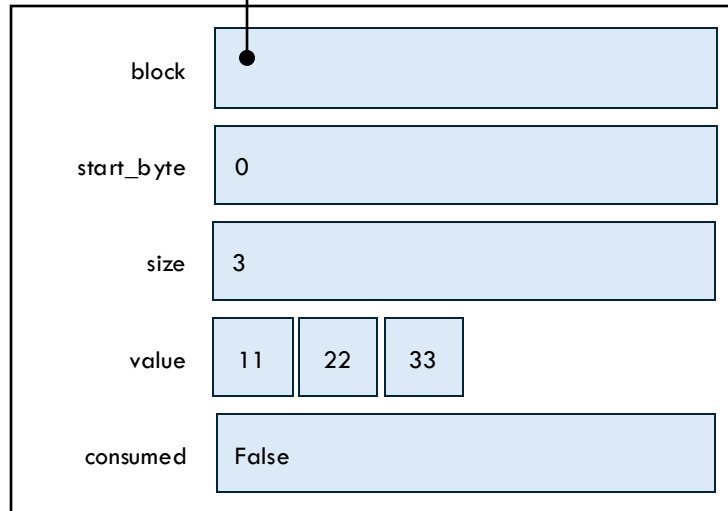 block
start_byte 0
size 3
value 11 22 33
consumed False